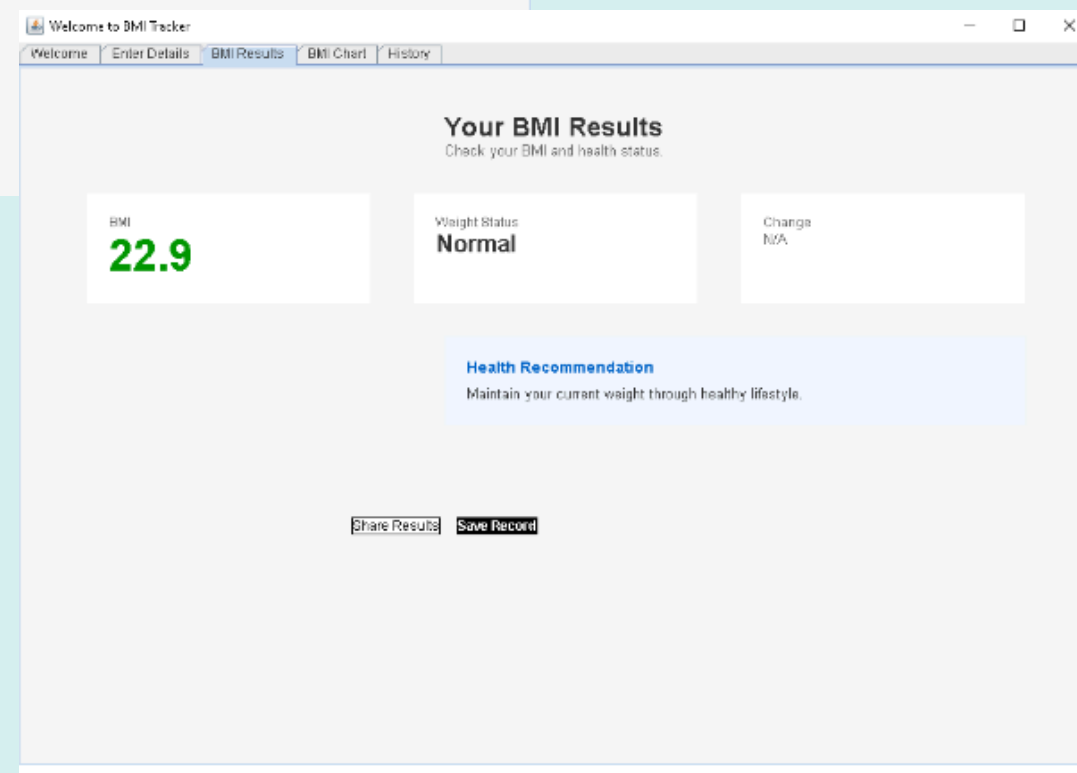 Welcome to BMI Tracker
Welcome Enter Details BMI Results BMI Chart History
Your BMI Results
Check your BMI and health status.
BMI
22.9
Weight Status
Normal
Change
N/A
Health Recommendation
Maintain your current weight through healthy lifestyle.
Share Results Save Record